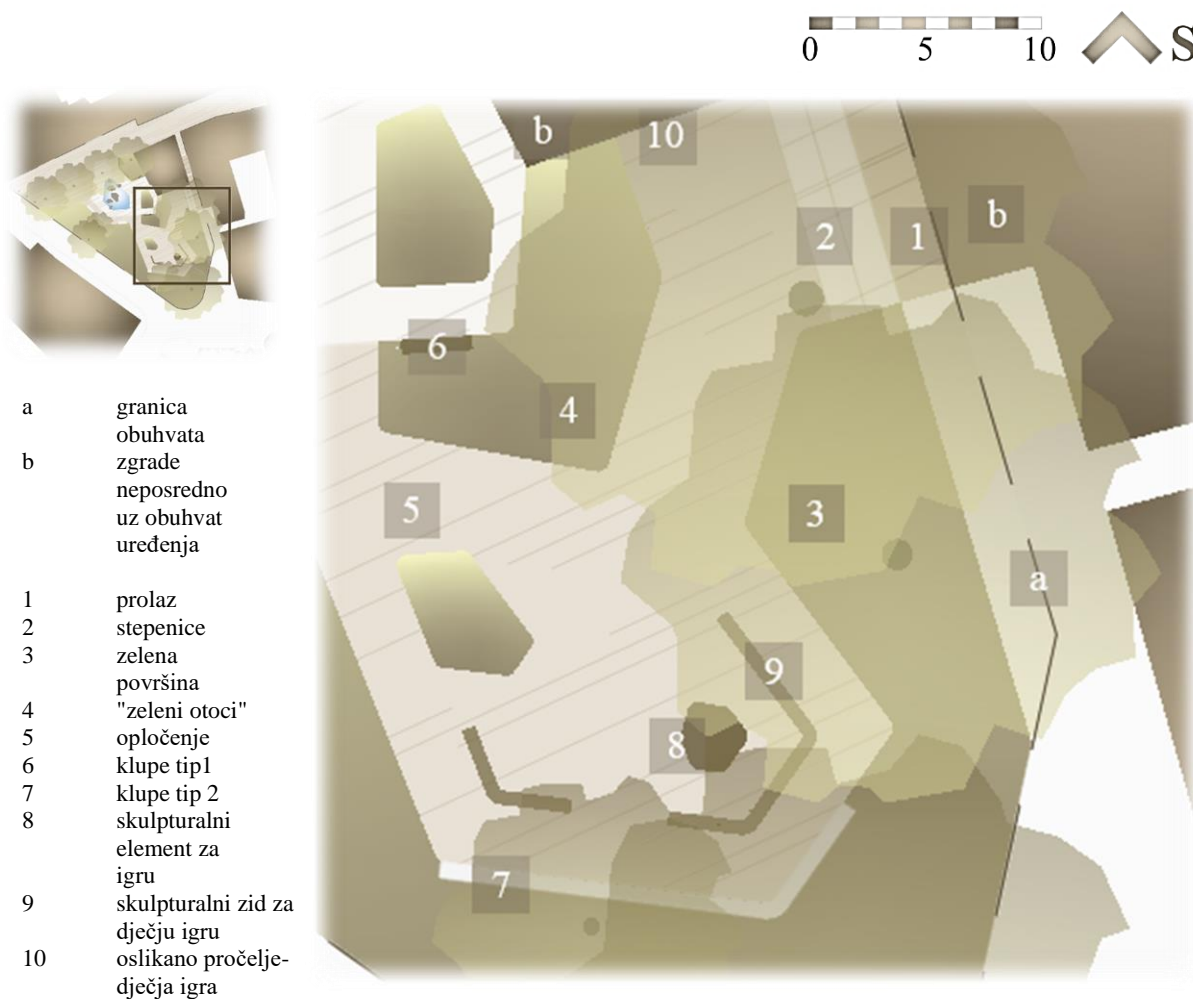 0 5 10 S
b 10
2 1 b
6
4
5 3
a
9
8
7
a granica
obuhvata
b zgrade
neposredno
uz obuhvat
uređenja
1 prolaz
2 stepenice
3 zelena
površina
4 "zeleni otoci"
5 opločenje
6 klupe tip1
7 klupe tip 2
8 skulpturalni
element za
igru
9 skulpturalni zid za
dječju igru
10 oslikano pročelje-
dječja igra